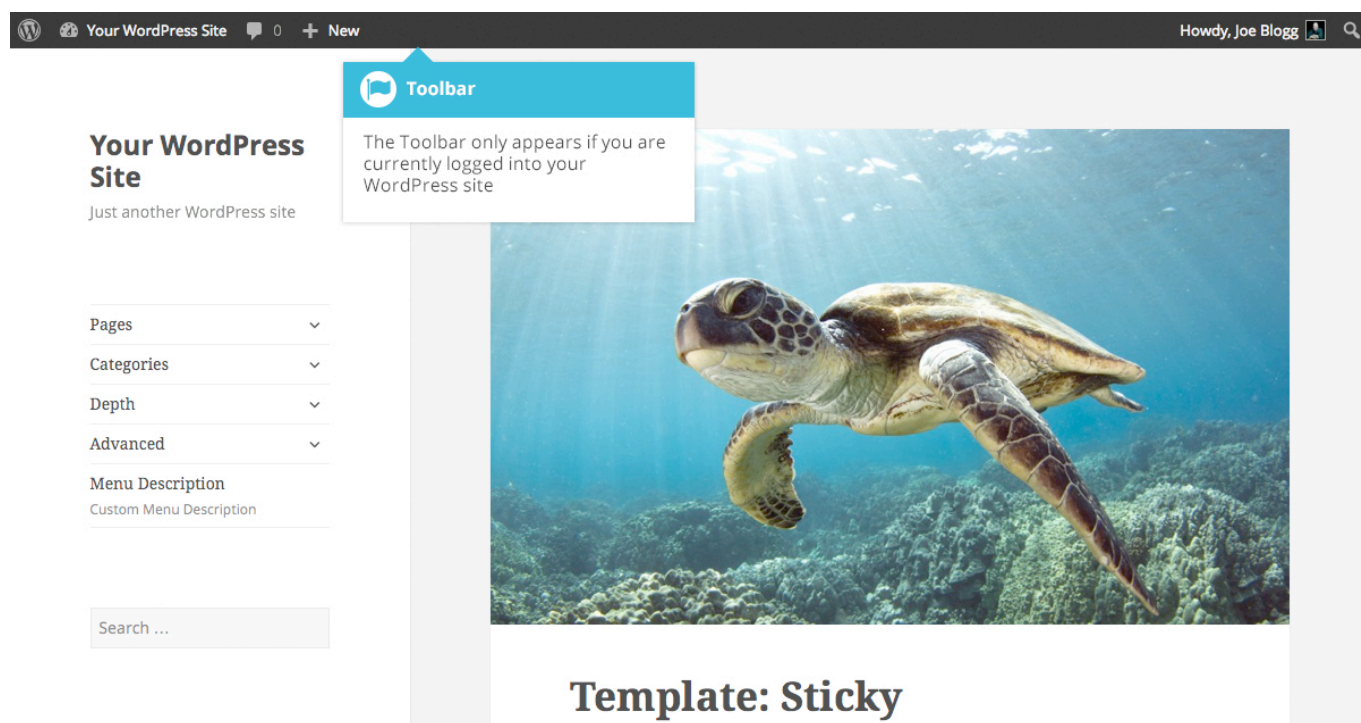 Your WordPress Site 0 + New Howdy, Joe Blogg
Toolbar
The Toolbar only appears if you are
currently logged into your
WordPress site
Your WordPress
Site
Just another WordPress site
Pages
Categories
Depth
Advanced
Menu Description
Custom Menu Description
Search …
Template: Sticky